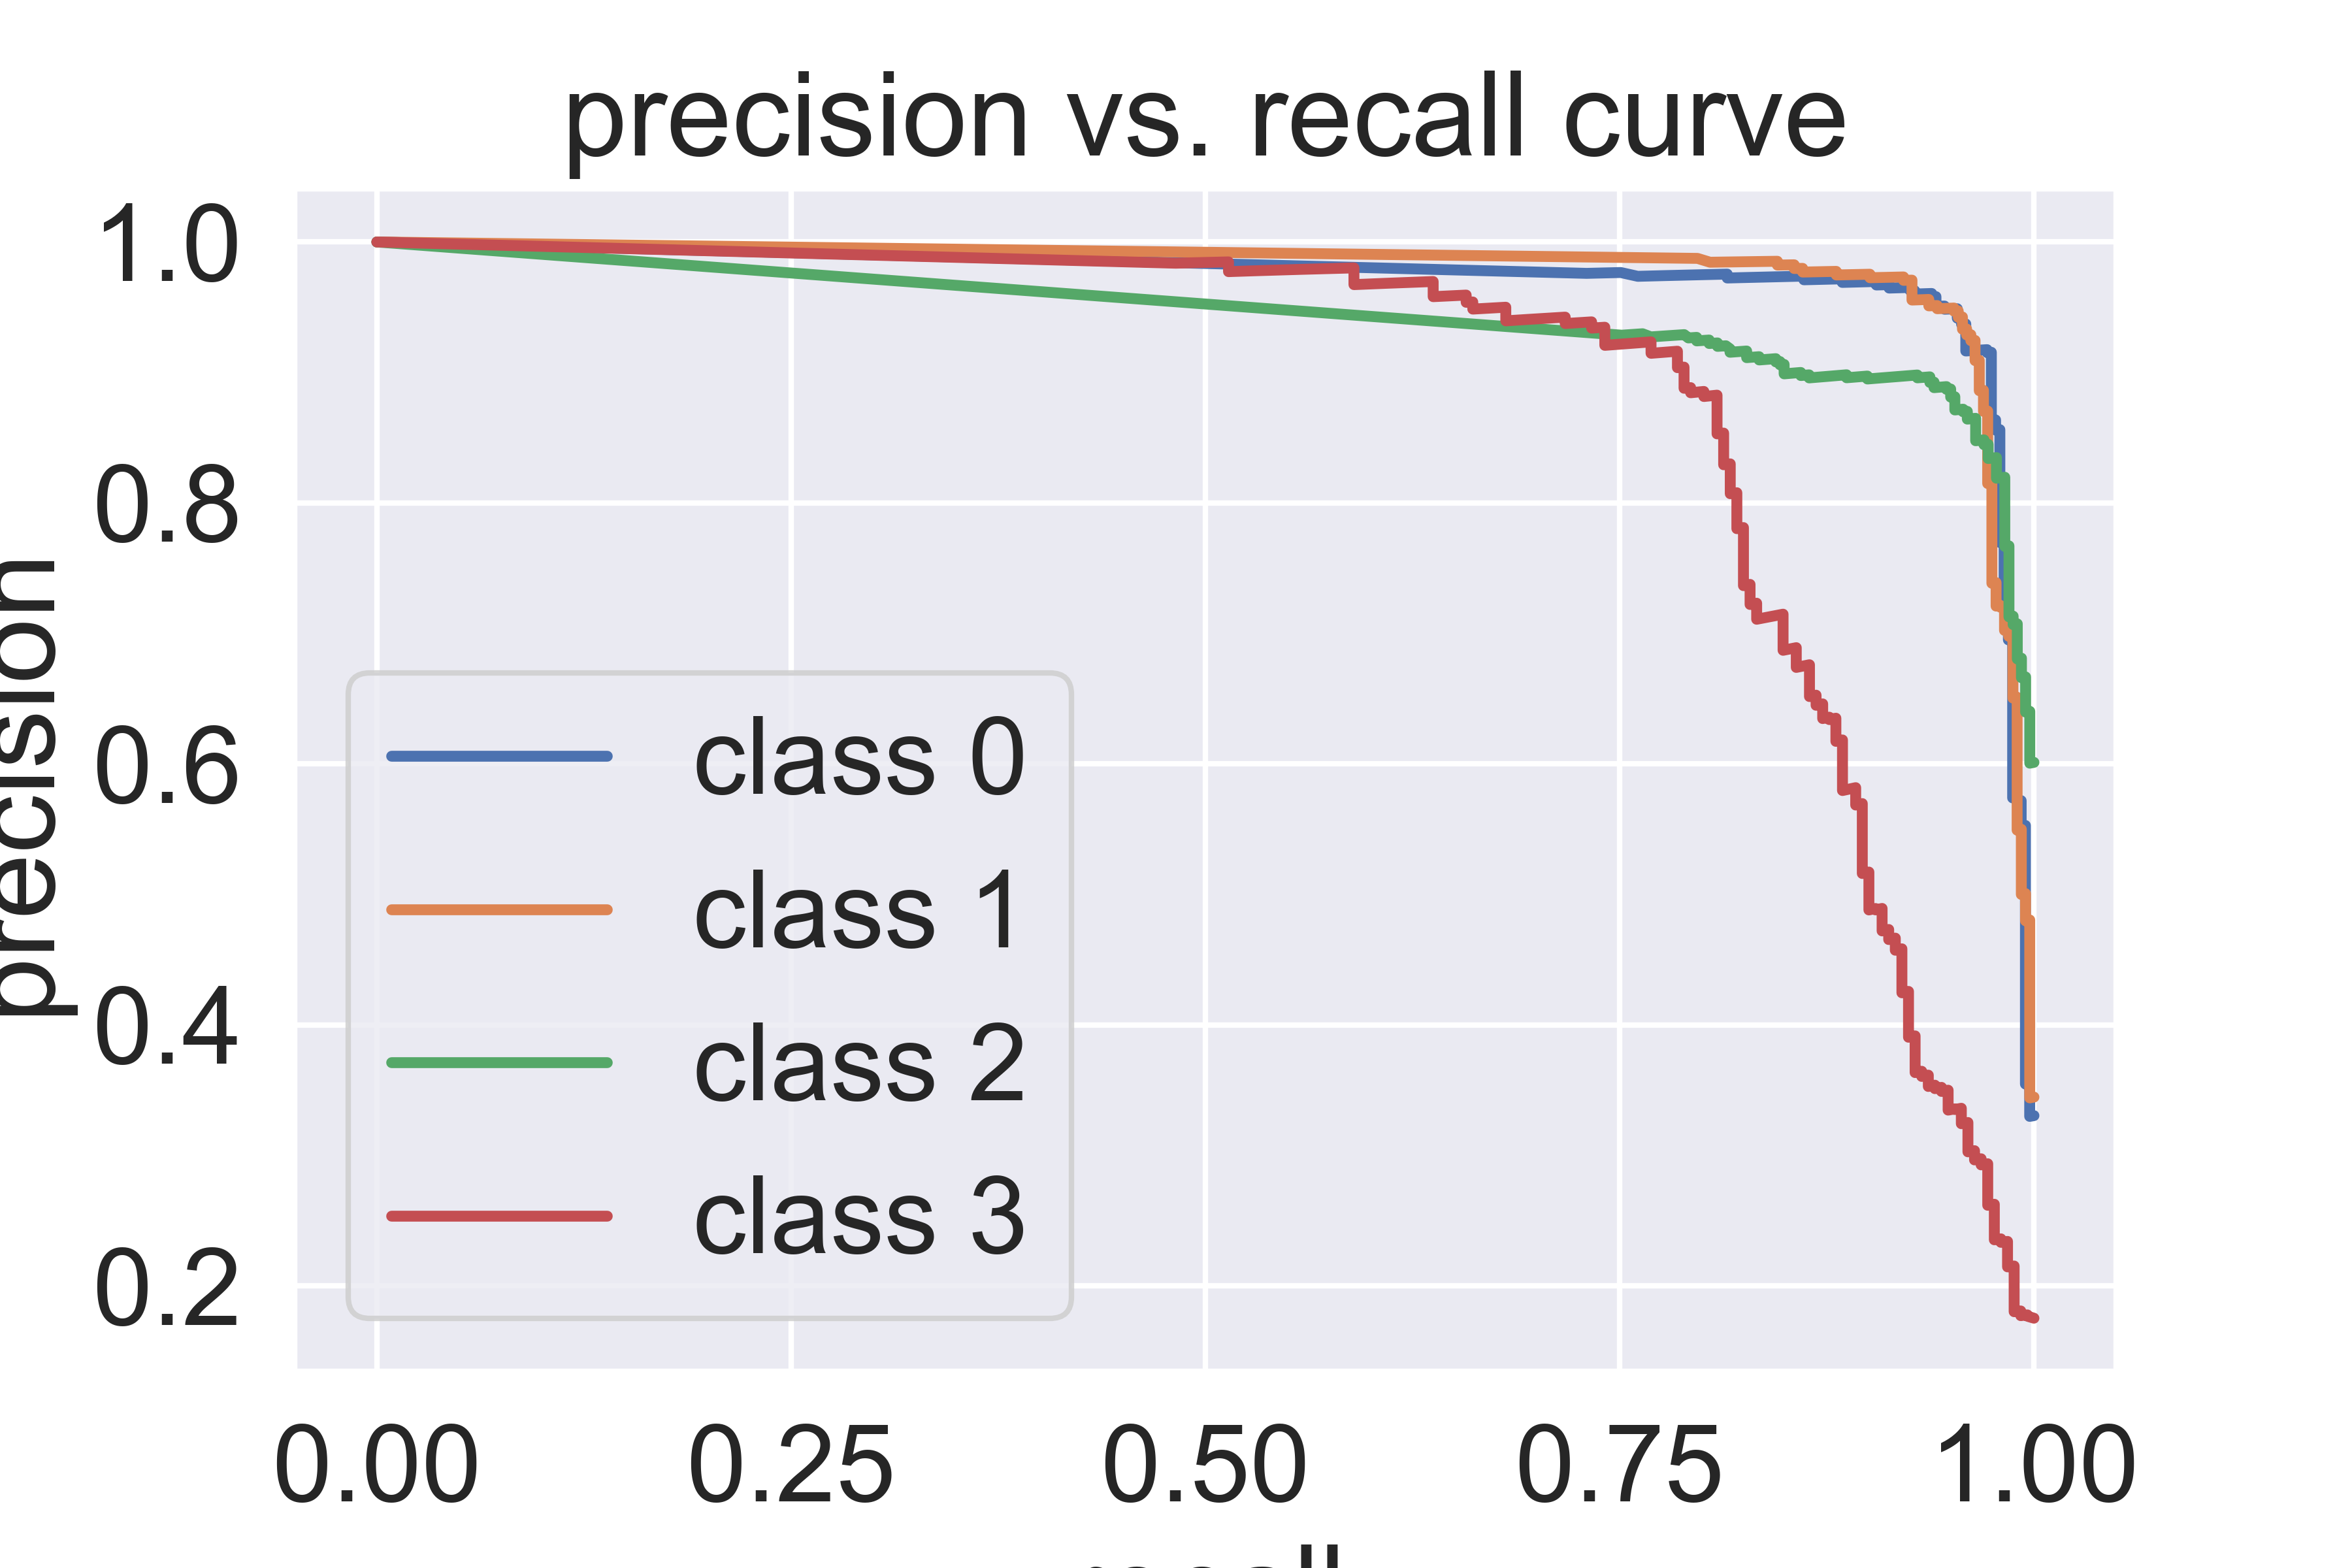 precision vs. recall curve
1.0
0.8
0.6
0.4
0.2
precision
class 0
class 1
class 2
class 3
0.00 0.25 0.50 0.75 1.00